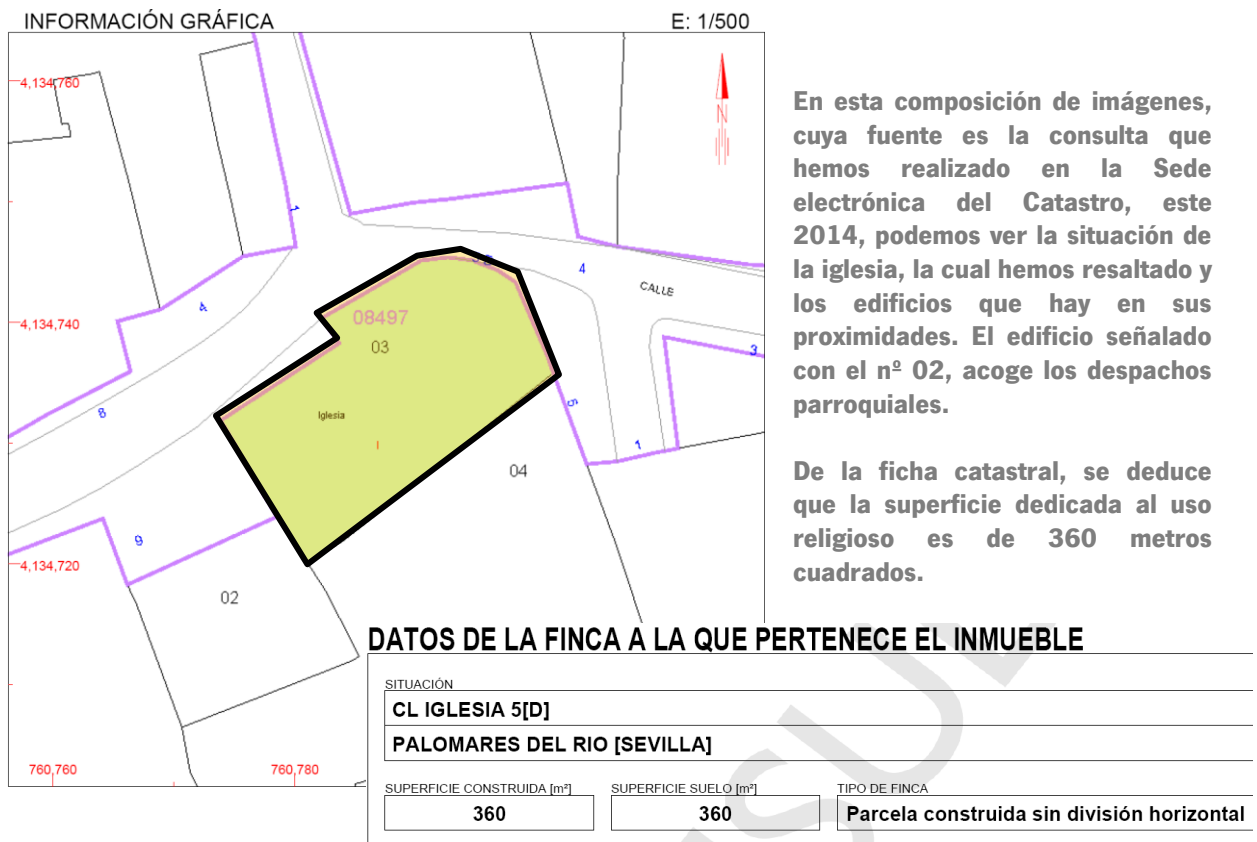 INFORMACIÓN GRÁFICA
E: 1/500
4,134,760
N
1
4
4
CALLE
4,134,740
08497
03
3
8
Iglesia
I
5
1
04
9
4,134,720
02
760,760
760,780
En esta composición de imágenes,
cuya fuente es la consulta que
hemos realizado en la Sede
electrónica del Catastro, este
2014, podemos ver la situación de
la iglesia, la cual hemos resaltado y
los edificios que hay en sus
proximidades. El edificio señalado
con el nº 02, acoge los despachos
parroquiales.
De la ficha catastral, se deduce
que la superficie dedicada al uso
religioso es de 360 metros
cuadrados.
DATOS DE LA FINCA A LA QUE PERTENECE EL INMUEBLE
SITUACIÓN
CL IGLESIA 5[D]
PALOMARES DEL RIO [SEVILLA]
SUPERFICIE CONSTRUIDA [m²]
360
SUPERFICIE SUELO [m²]
360
TIPO DE FINCA
Parcela construida sin división horizontal